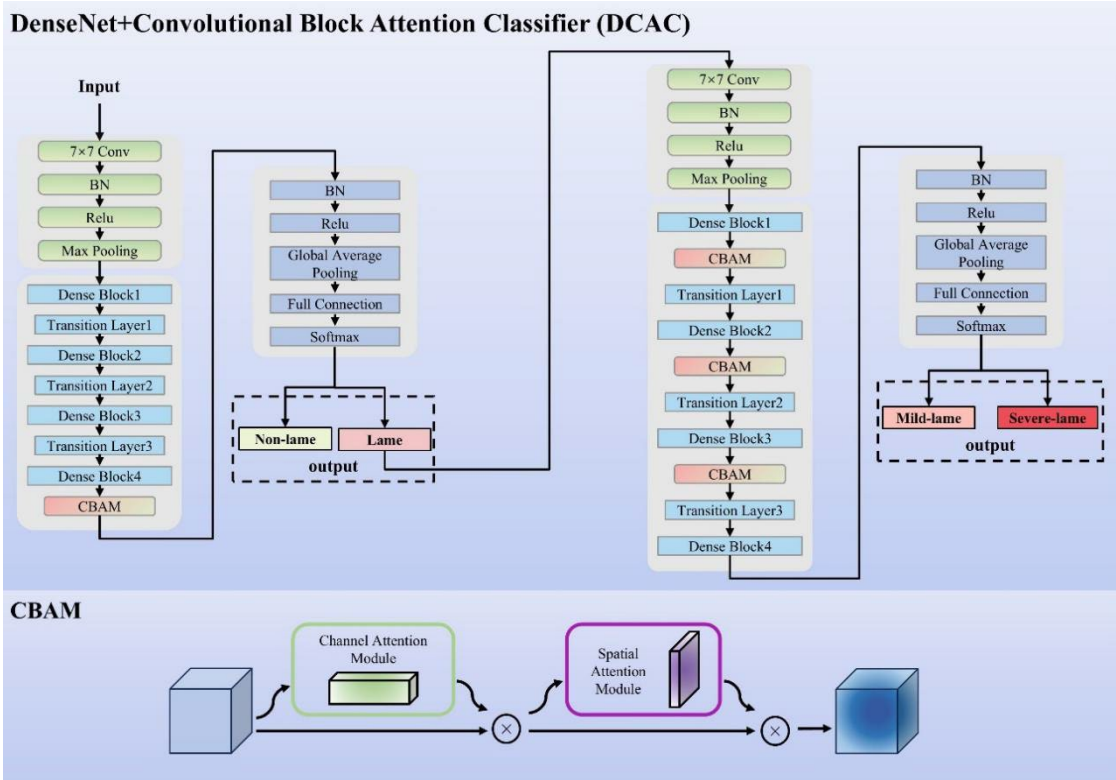 DenseNet+Convolutional Block Attention Classifier (DCAC)
Input
7×7 Conv
BN
Relu
Max Pooling
Dense Block1
Transition Layer1
Dense Block2
Transition Layer2
Dense Block3
Transition Layer3
Dense Block4
CBAM
BN
Relu
Global Average
Pooling
Full Connection
Softmax
Non-lame
Lame
output
7×7 Conv
BN
Relu
Max Pooling
Dense Block1
CBAM
Transition Layer1
Dense Block2
CBAM
Transition Layer2
Dense Block3
CBAM
Transition Layer3
Dense Block4
BN
Relu
Global Average
Pooling
Full Connection
Softmax
Mild-lame
Severe-lame
output
CBAM
Channel Attention
Module
×
Spatial
Attention
Module
×